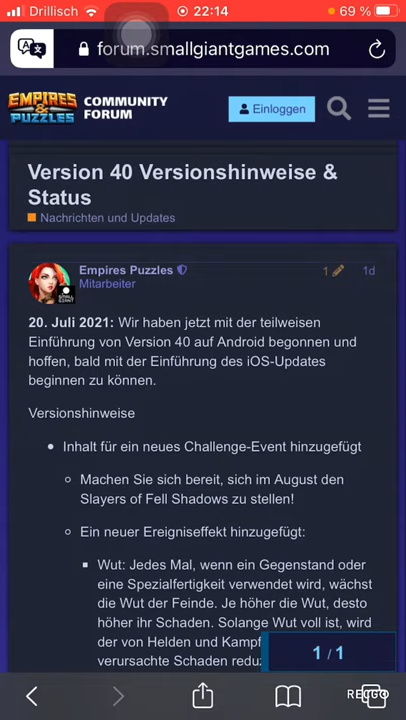 Drillisch 22:14 69 %
forum.smallgiantgames.com
EMPIRES & PUZZLES COMMUNITY FORUM
Einloggen
Version 40 Versionshinweise &
Status
Nachrichten und Updates
Empires Puzzles 1 1d
Mitarbeiter
20. Juli 2021: Wir haben jetzt mit der teilweisen
Einführung von Version 40 auf Android begonnen und
hoffen, bald mit der Einführung des iOS-Updates
beginnen zu können.
Versionshinweise
Inhalt für ein neues Challenge-Event hinzugefügt
Machen Sie sich bereit, sich im August den
Slayers of Fell Shadows zu stellen!
Ein neuer Ereigniseffekt hinzugefügt:
Wut: Jedes Mal, wenn ein Gegenstand oder
eine Spezialfertigkeit verwendet wird, wächst
die Wut der Feinde. Je höher die Wut, desto
höher ihr Schaden. Solange Wut voll ist, wird
der von Helden und Kampf
verursachte Schaden redu
1 / 1
RECGO